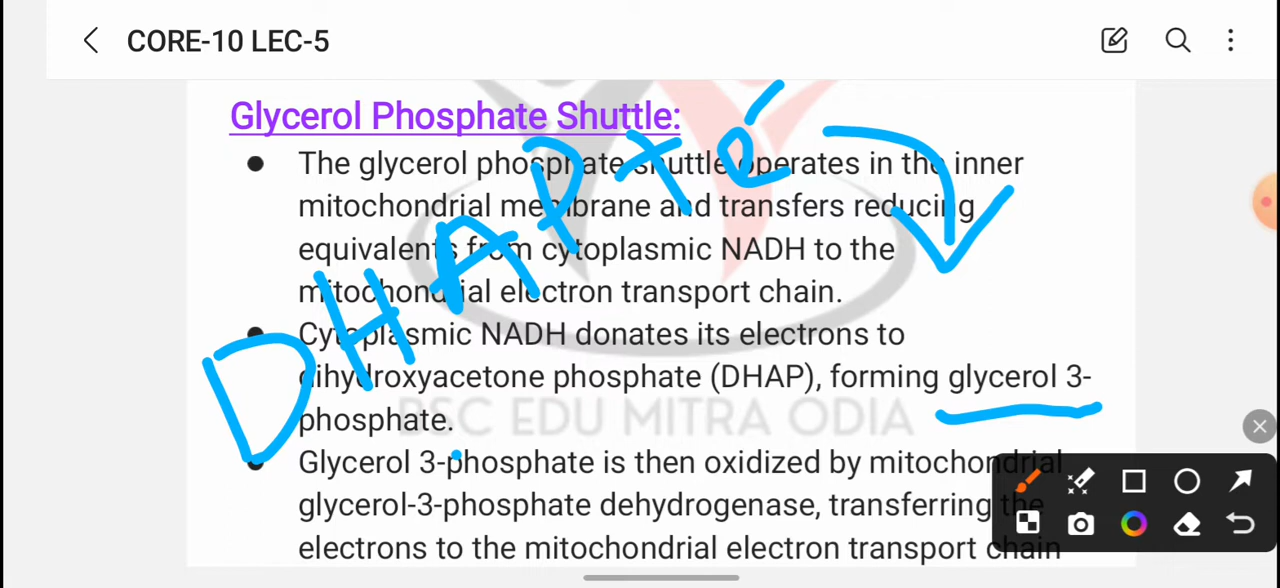 CORE-10 LEC-5
Glycerol Phosphate Shuttle:
● The glycerol phosphate shuttle operates in the inner
mitochondrial membrane and transfers reducing
equivalents from cytoplasmic NADH to the
mitochondrial electron transport chain.
● Cytoplasmic NADH donates its electrons to
dihydroxyacetone phosphate (DHAP), forming glycerol 3-
phosphate.
● Glycerol 3-phosphate is then oxidized by mitochondrial
glycerol-3-phosphate dehydrogenase, transferring the
electrons to the mitochondrial electron transport chain
DHAP+e⁻
BSC EDU MITRA ODIA